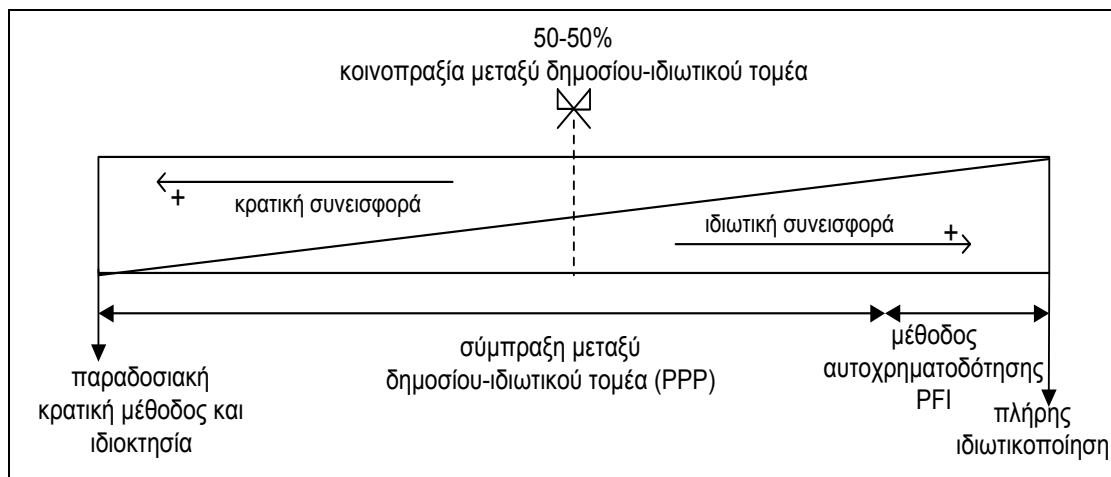 50-50%
κοινοπραξία μεταξύ δημοσίου-ιδιωτικού τομέα
+
κρατική συνεισφορά
ιδιωτική συνεισφορά
+
παραδοσιακή
κρατική μέθοδος και
ιδιοκτησία
σύμπραξη μεταξύ
δημοσίου-ιδιωτικού τομέα (PPP)
μέθοδος
αυτοχρηματοδότησης
PFI
πλήρης
ιδιωτικοποίηση